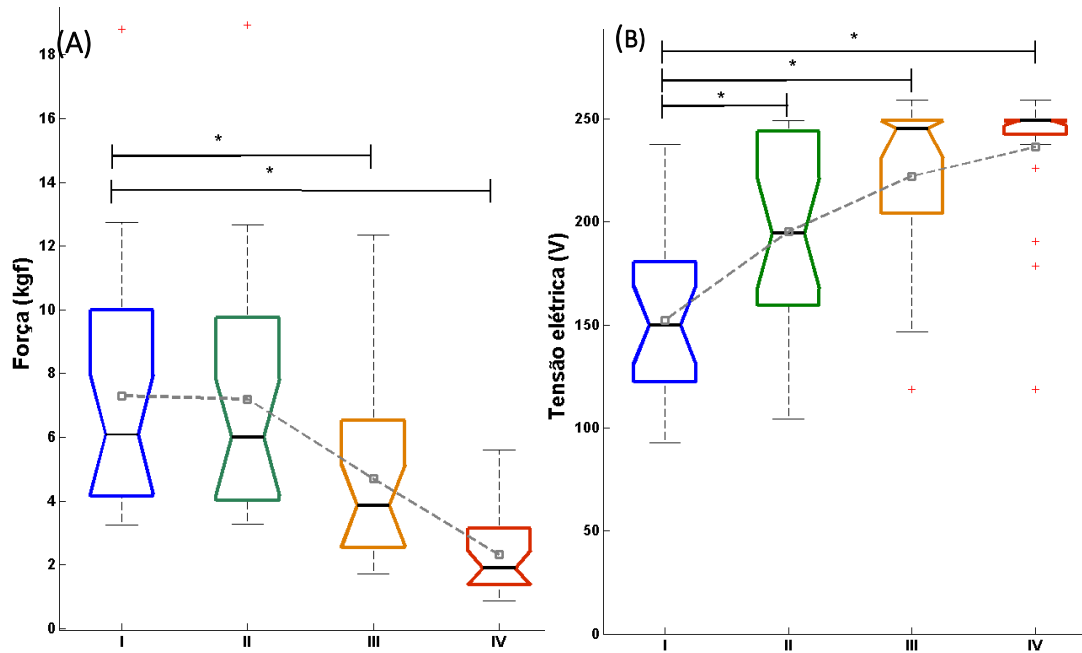 (A)
Força (kgf)
18
16
14
12
10
8
6
4
2
0
*
*
I
II
III
IV
(B)
Tensão elétrica (V)
250
200
150
100
50
0
*
*
*
I
II
III
IV